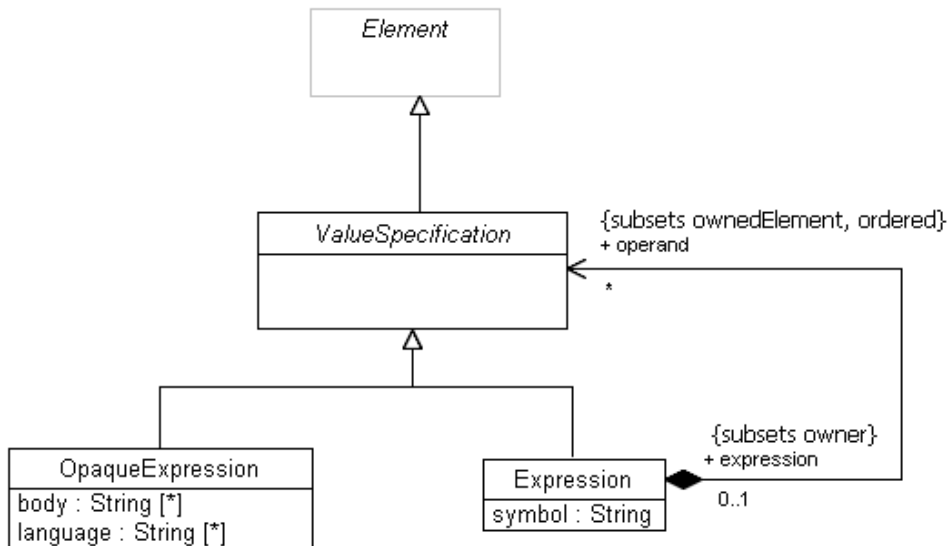 Element
ValueSpecification
{subsets ownedElement, ordered}
+ operand
*
OpaqueExpression
body : String [*]
language : String [*]
Expression
symbol : String
{subsets owner}
+ expression
0..1